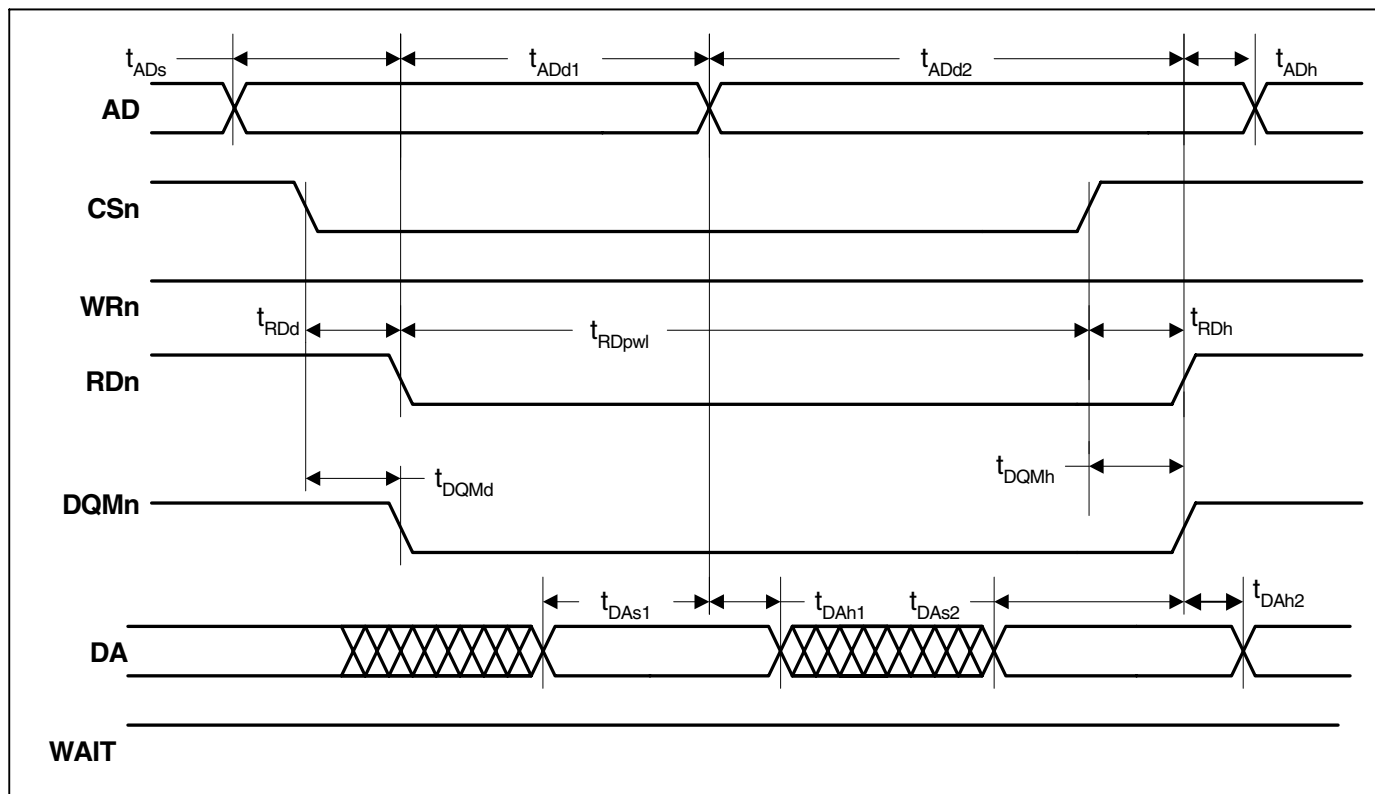 tADs tADd1 tADd2 tADh
AD
CSn
WRn
tRDd tRDpwl tRDh
RDn
tDQMd tDQMh
DQMn
tDAs1 tDAh1 tDAs2 tDAh2
DA
WAIT